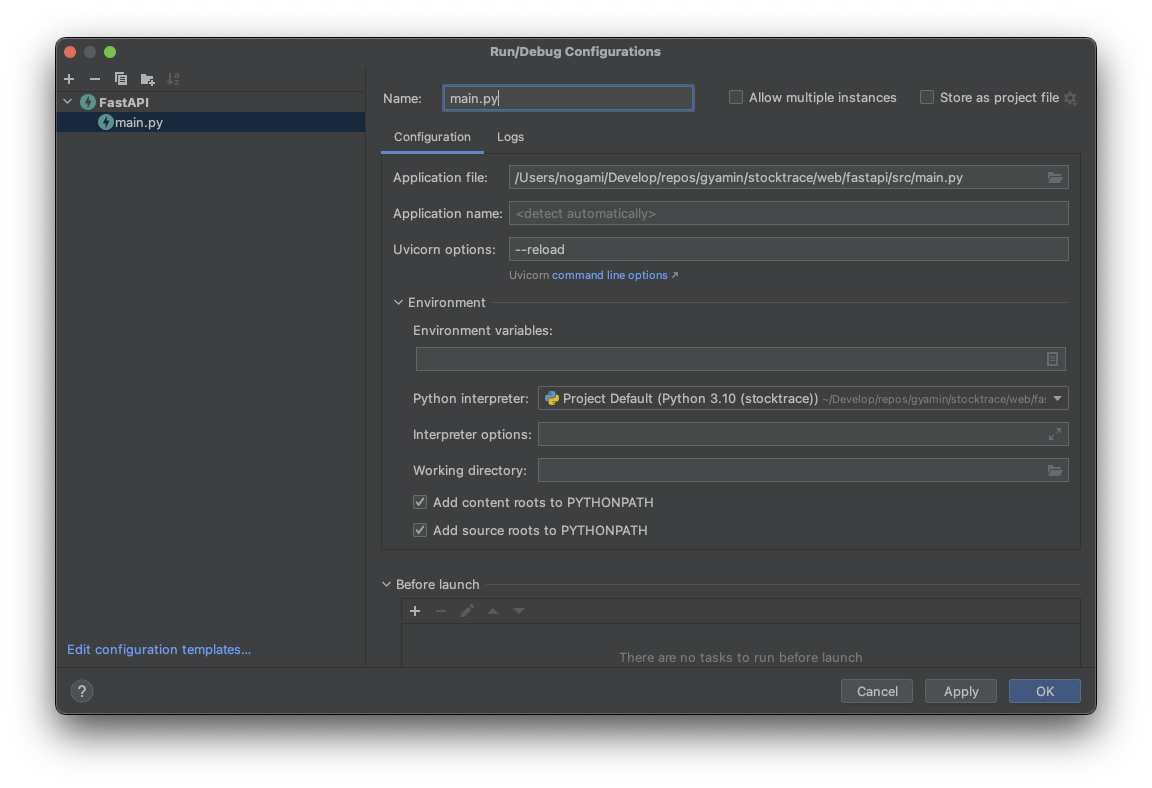 Run/Debug Configurations
FastAPI
main.py
Name: main.py
Allow multiple instances
Store as project file
Configuration
Logs
Application file: /Users/nogami/Develop/repos/gyamin/stocktrace/web/fastapi/src/main.py
Application name: <detect automatically>
Uvicorn options: --reload
Uvicorn command line options ↗
Environment
Environment variables:
Python interpreter: Project Default (Python 3.10 (stocktrace)) ~/Develop/repos/gyamin/stocktrace/web/fa
Interpreter options:
Working directory:
Add content roots to PYTHONPATH
Add source roots to PYTHONPATH
Before launch
There are no tasks to run before launch
Edit configuration templates...
?
Cancel
Apply
OK